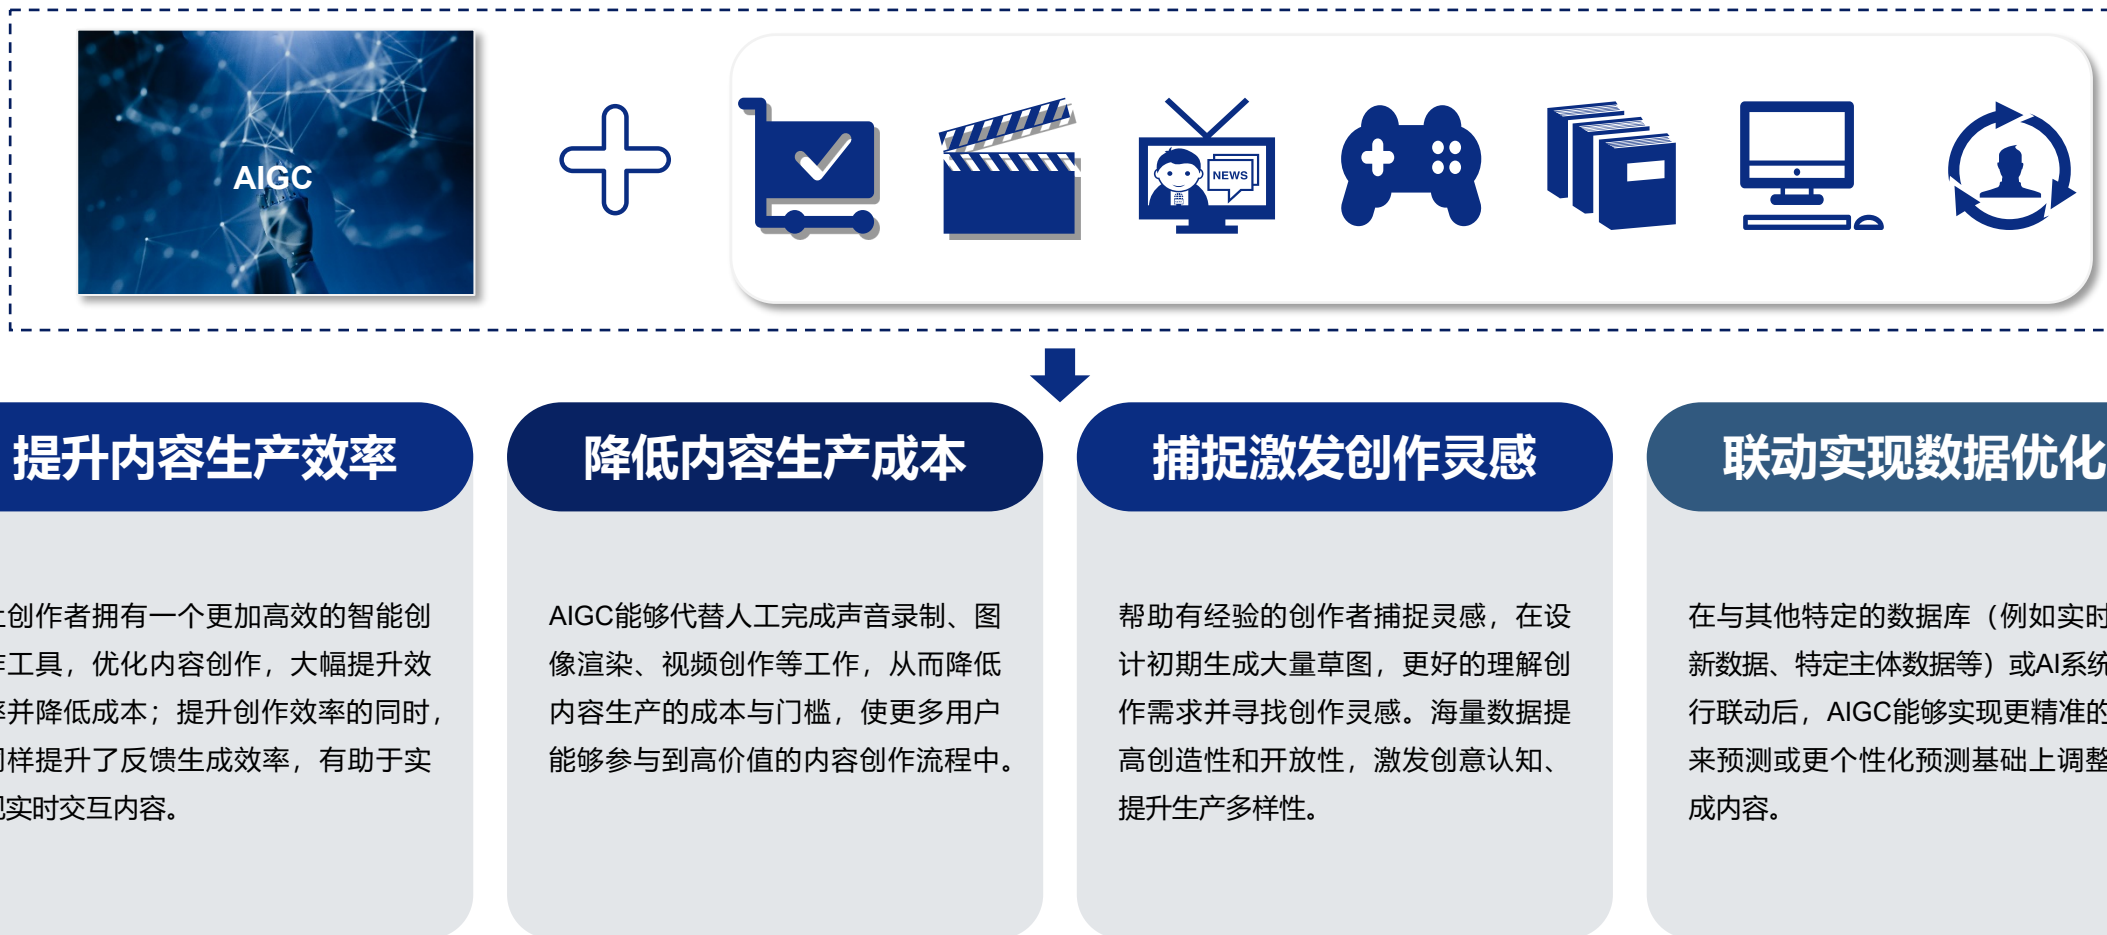 AIGC
NEWS
提升内容生产效率
创作者拥有一个更加高效的智能创
工具，优化内容创作，大幅提升效
并降低成本；提升创作效率的同时，
样提升了反馈生成效率，有助于实
实时交互内容。
降低内容生产成本
AIGC能够代替人工完成声音录制、图
像渲染、视频创作等工作，从而降低
内容生产的成本与门槛，使更多用户
能够参与到高价值的内容创作流程中。
捕捉激发创作灵感
帮助有经验的创作者捕捉灵感，在设
计初期生成大量草图，更好的理解创
作需求并寻找创作灵感。海量数据提
高创造性和开放性，激发创意认知、
提升生产多样性。
联动实现数据优化
在与其他特定的数据库（例如实时
新数据、特定主体数据等）或AI系统
行联动后，AIGC能够实现更精准的
来预测或更个性化预测基础上调整
成内容。